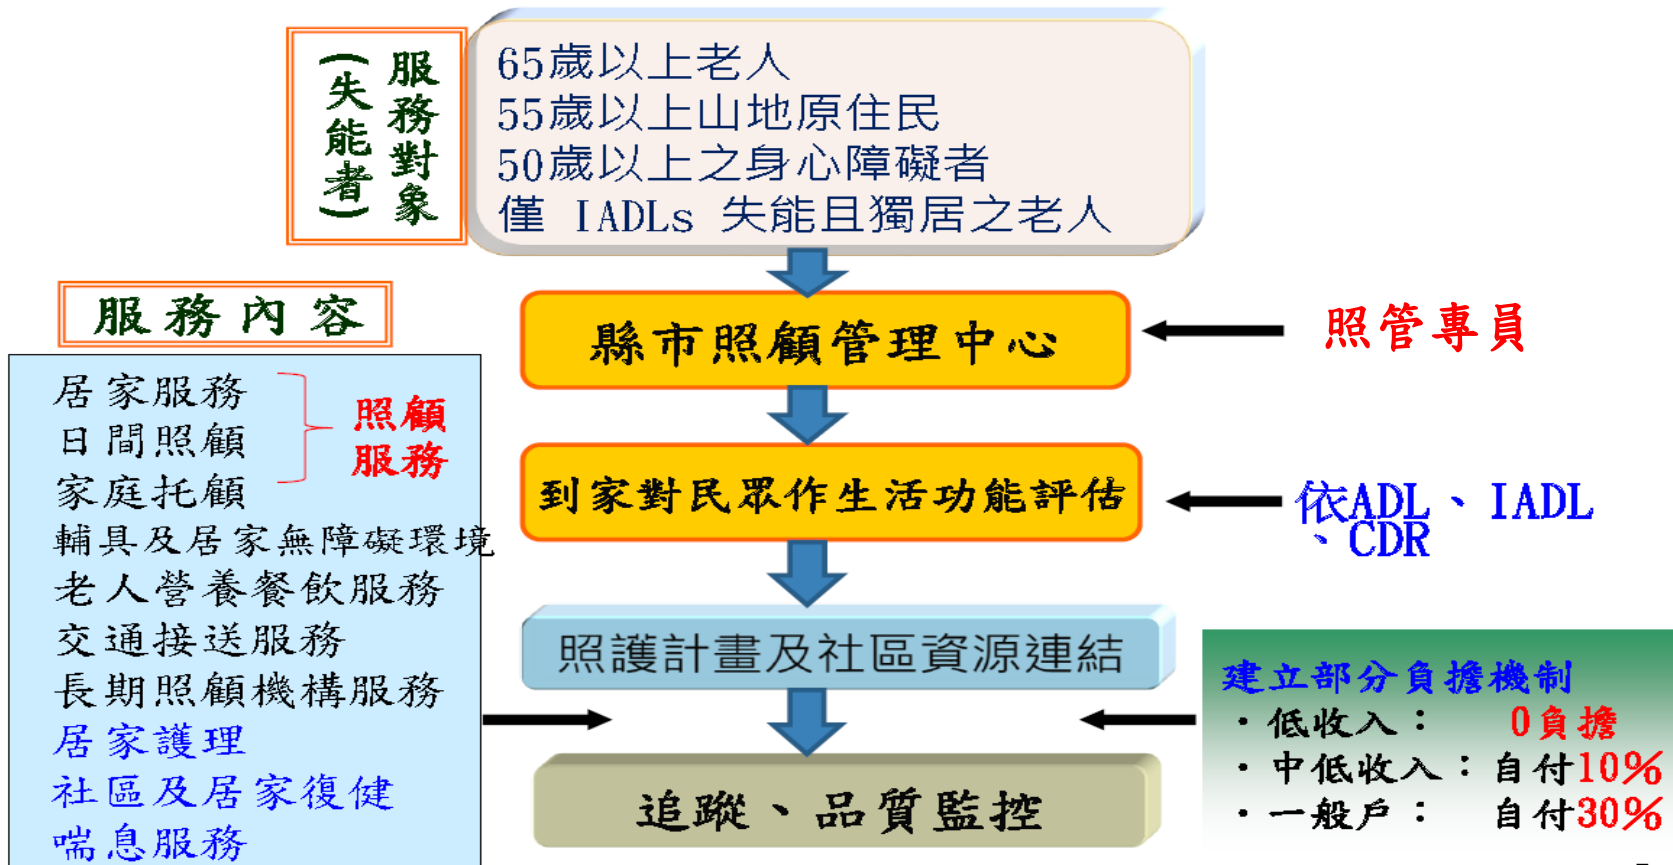 服務對象
(失能者)
65歲以上老人
55歲以上山地原住民
50歲以上之身心障礙者
僅 IADLs 失能且獨居之老人
縣市照顧管理中心
照管專員
到家對民眾作生活功能評估
依ADL、IADL
、CDR
照護計畫及社區資源連結
追蹤、品質監控
服務內容
居家服務
日間照顧
家庭托顧
照顧
服務
輔具及居家無障礙環境
老人營養餐飲服務
交通接送服務
長期照顧機構服務
居家護理
社區及居家復健
喘息服務
建立部分負擔機制
・低收入： 0負擔
・中低收入：自付10%
・一般戶： 自付30%